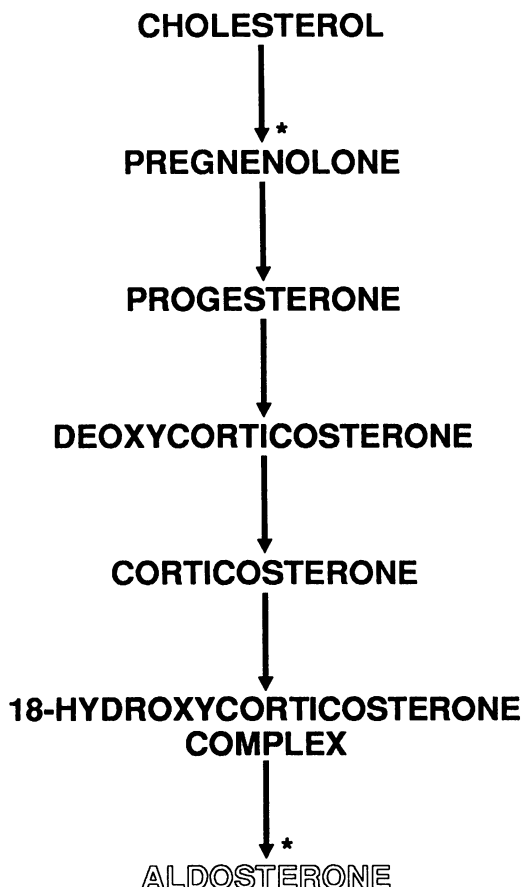 CHOLESTEROL
*
PREGNENOLONE
PROGESTERONE
DEOXYCORTICOSTERONE
CORTICOSTERONE
18-HYDROXYCORTICOSTERONE
COMPLEX
*
ALDOSTERONE